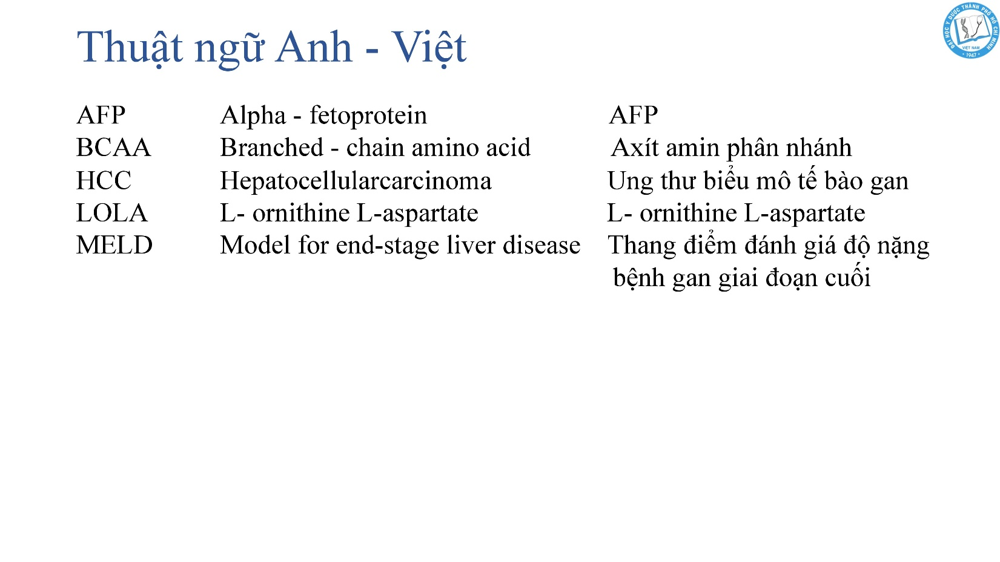 Thuật ngữ Anh - Việt
ĐẠI HỌC Y DƯỢC THÀNH PHỐ HỒ CHÍ MINH
VIỆT NAM
1947
AFP Alpha - fetoprotein AFP
BCAA Branched - chain amino acid Axít amin phân nhánh
HCC Hepatocellularcarcinoma Ung thư biểu mô tế bào gan
LOLA L- ornithine L-aspartate L- ornithine L-aspartate
MELD Model for end-stage liver disease Thang điểm đánh giá độ nặng
bệnh gan giai đoạn cuối